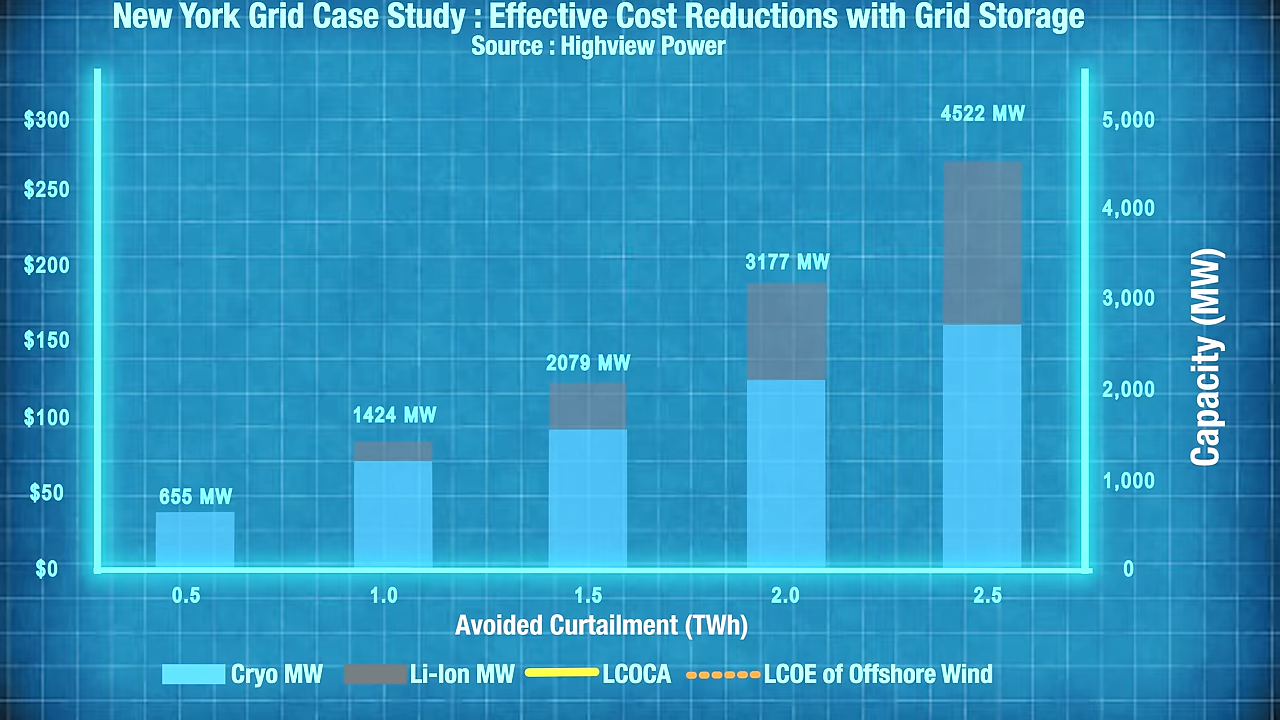 New York Grid Case Study : Effective Cost Reductions with Grid Storage
Source : Highview Power
$300
$250
$200
$150
$100
$50
$0
655 MW
1424 MW
2079 MW
3177 MW
4522 MW
5,000
4,000
3,000
2,000
1,000
0
Capacity (MW)
0.5 1.0 1.5 2.0 2.5
Avoided Curtailment (TWh)
Cryo MW Li-Ion MW LCOCA LCOE of Offshore Wind